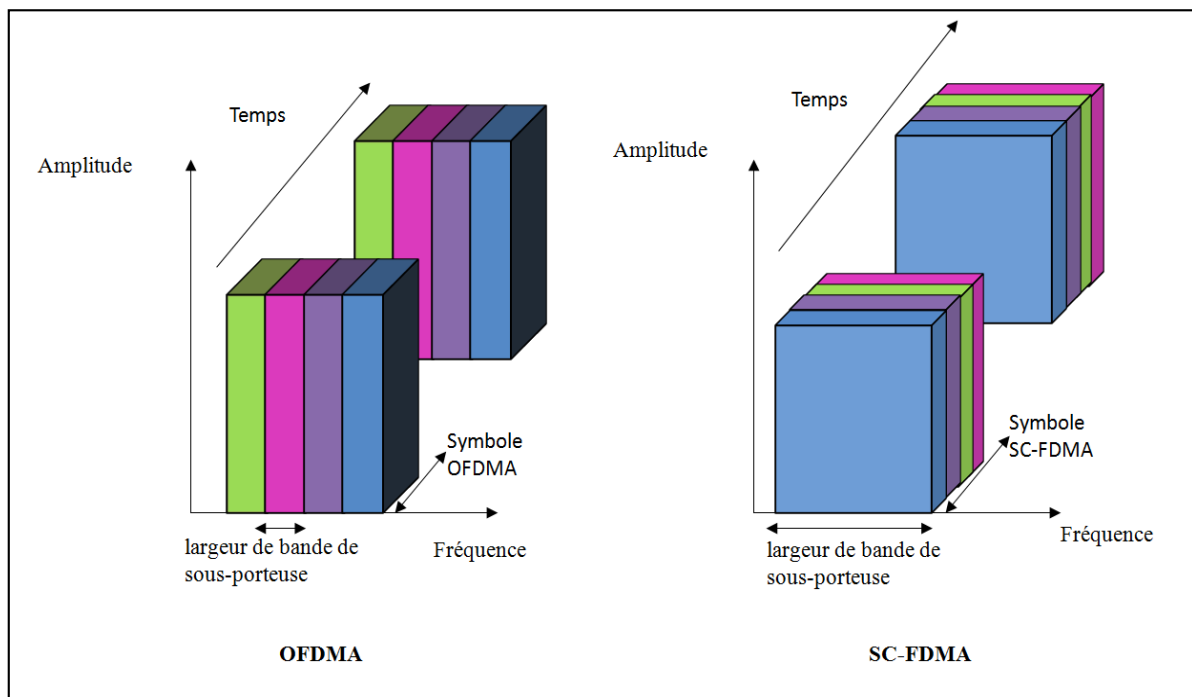 Temps
Amplitude
Symbole
OFDMA
largeur de bande de
sous-porteuse
Fréquence
OFDMA
Temps
Amplitude
Symbole
SC-FDMA
Fréquence
largeur de bande de
sous-porteuse
SC-FDMA